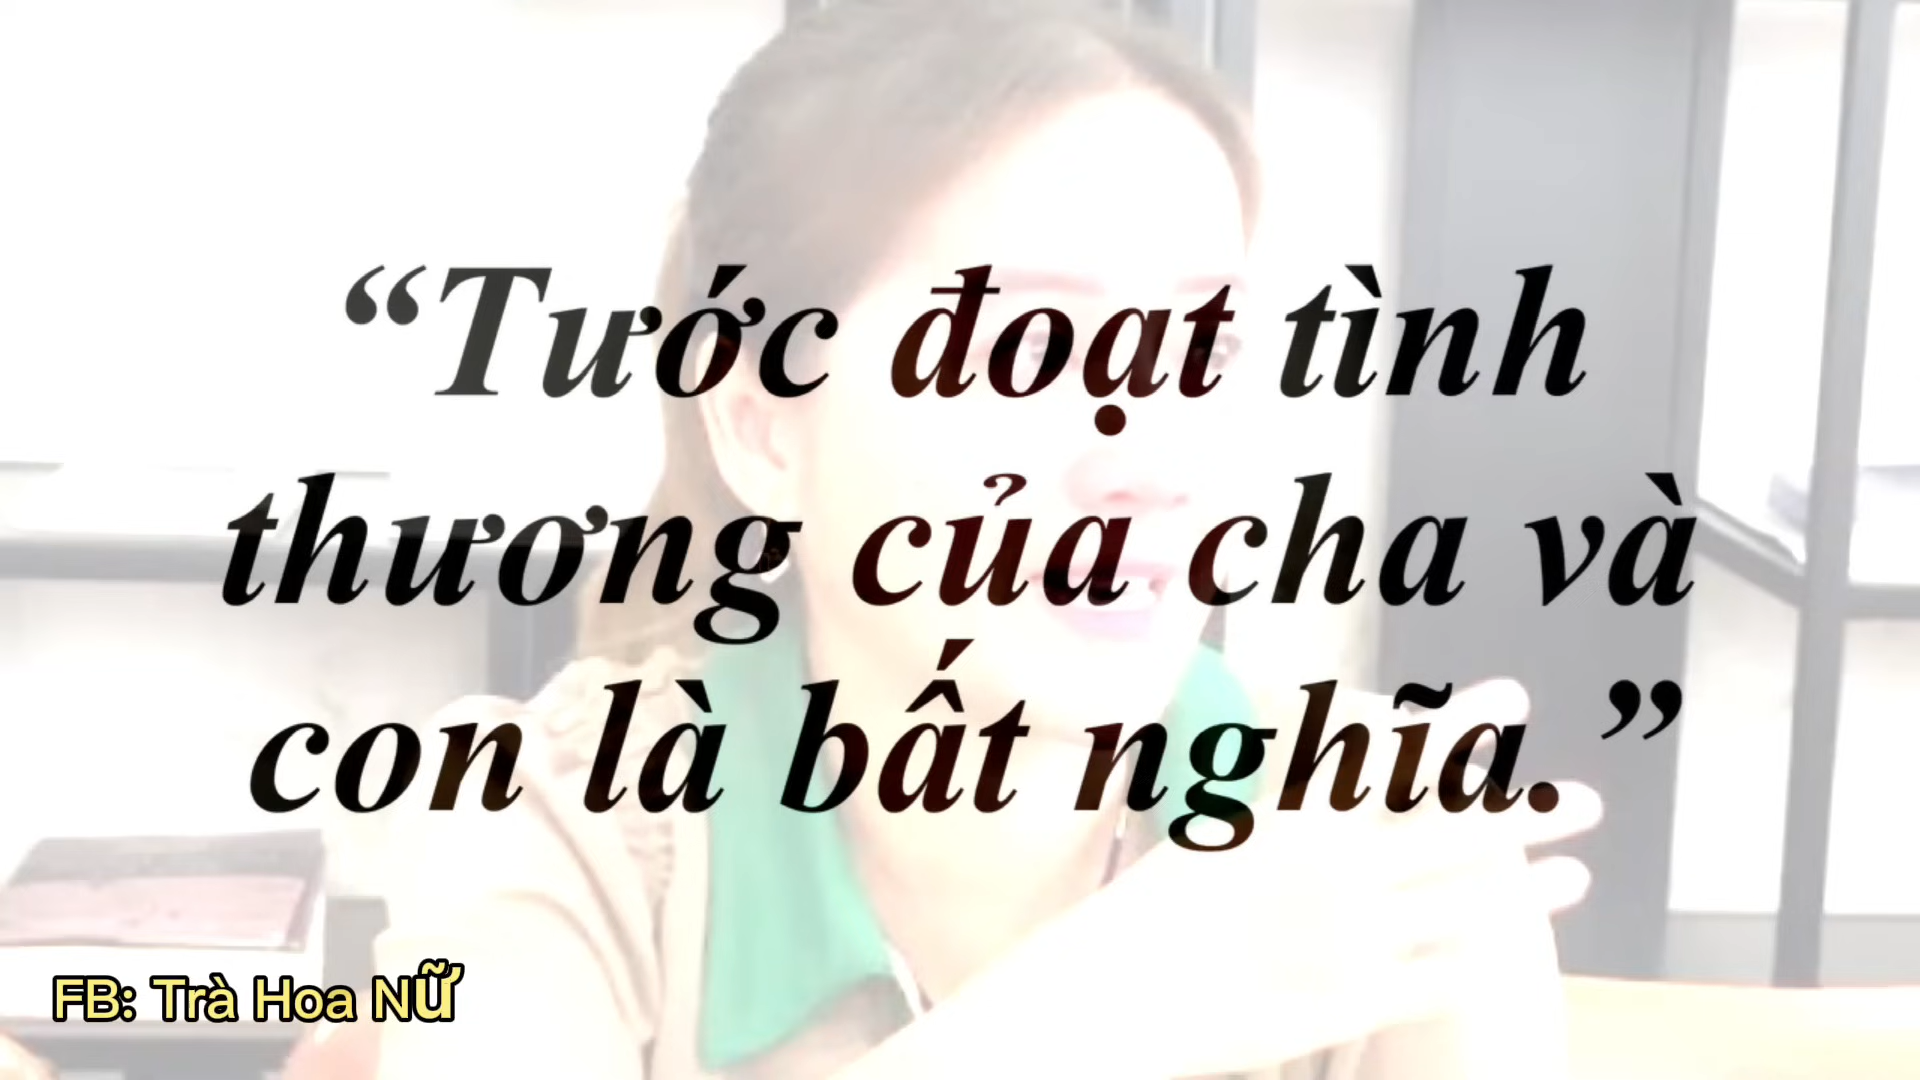 “Tước đoạt tình
thương của cha và
con là bất nghĩa.”
FB: Trà Hoa Nữ